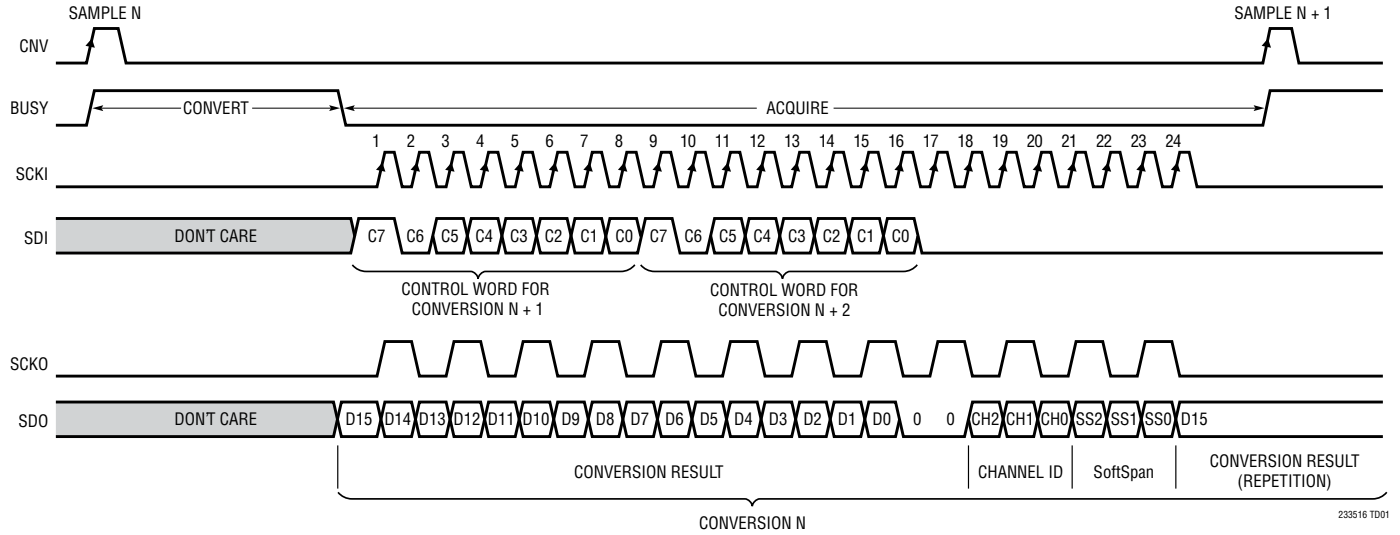 SAMPLE N SAMPLE N + 1
CNV
BUSY CONVERT ACQUIRE
1 2 3 4 5 6 7 8 9 10 11 12 13 14 15 16 17 18 19 20 21 22 23 24
SCKI
SDI DON'T CARE C7 C6 C5 C4 C3 C2 C1 C0 C7 C6 C5 C4 C3 C2 C1 C0
CONTROL WORD FOR
CONVERSION N + 1
CONTROL WORD FOR
CONVERSION N + 2
SCKO
SDO DON'T CARE D15 D14 D13 D12 D11 D10 D9 D8 D7 D6 D5 D4 D3 D2 D1 D0 0 0 CH2 CH1 CH0 SS2 SS1 SS0 D15
CONVERSION RESULT CHANNEL ID SoftSpan
CONVERSION RESULT
(REPETITION)
CONVERSION N
233516 TD01